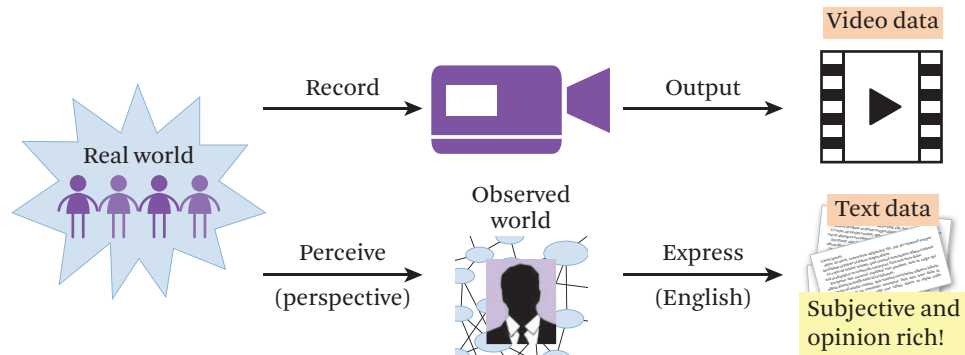 Video data
Record
Output
Real world
Observed
world
Text data
Perceive
(perspective)
Express
(English)
Subjective and
opinion rich!